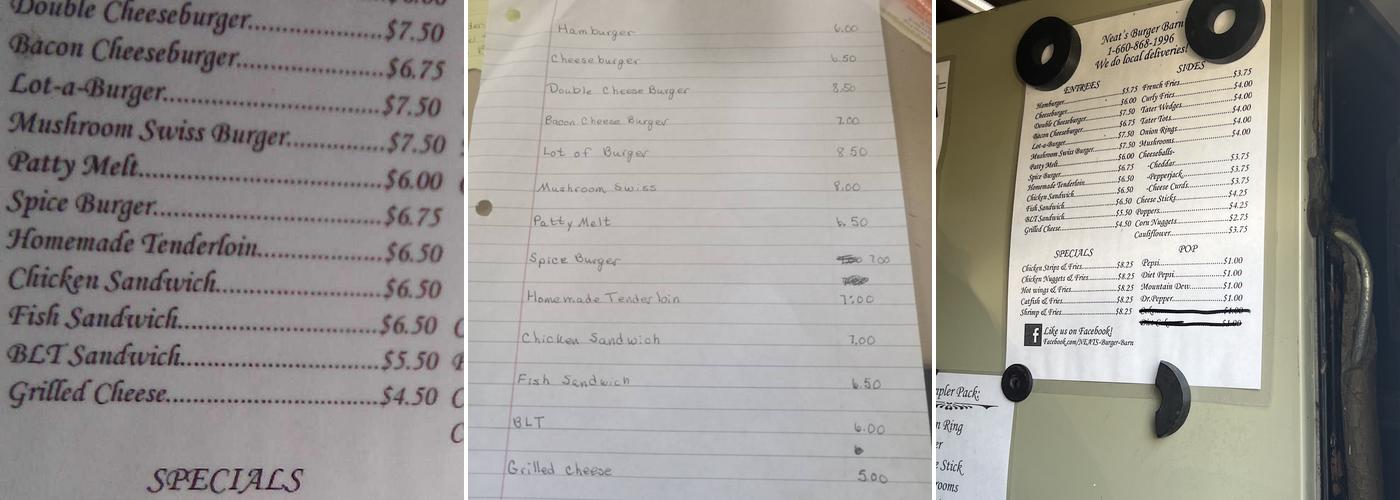 Double Cheeseburger..............$7.50
Bacon Cheeseburger...............$6.75
Lot-a-Burger.........................$7.50
Mushroom Swiss Burger..........$7.50
Patty Melt............................$6.00
Spice Burger.........................$6.75
Homemade Tenderloin.............$6.50
Chicken Sandwich..................$6.50
Fish Sandwich.......................$6.50
BLT Sandwich.......................$5.50
Grilled Cheese.......................$4.50
SPECIALS
Hamburger 6.00
Cheeseburger 6.50
Double Cheese Burger 8.50
Bacon Cheese Burger 7.00
Lot of Burger 8.50
Mushroom Swiss 8.00
Patty Melt 6.50
Spice Burger 7.00
Homemade Tenderloin 7.00
Chicken Sandwich 7.00
Fish Sandwich 6.50
BLT 6.00
Grilled cheese 5.00
Neat's Burger Barn
1-660-868-1996
We do local deliveries!
ENTREES
Hamburger..........$5.75
Cheeseburger..........$6.00
Double Cheeseburger..........$7.50
Bacon Cheeseburger..........$6.75
Lot-a-Burger..........$7.50
Mushroom Swiss Burger..........$7.50
Patty Melt..........$6.00
Spice Burger..........$6.75
Homemade Tenderloin..........$6.50
Chicken Sandwich..........$6.50
Fish Sandwich..........$6.50
BLT Sandwich..........$5.50
Grilled Cheese..........$4.50
SIDES
French Fries..........$3.75
Curly Fries..........$4.00
Tater Wedges..........$4.00
Tater Tots..........$4.00
Onion Rings..........$4.00
Mushrooms..........$4.00
Cheeseballs-
-Cheddar..........$3.75
-Pepperjack..........$3.75
-Cheese Curds..........$3.75
Cheese Sticks..........$4.25
Poppers..........$4.25
Corn Nuggets..........$2.75
Cauliflower..........$3.75
SPECIALS
Chicken Strips & Fries..........$8.25
Chicken Nuggets & Fries..........$8.25
Hot wings & Fries..........$8.25
Catfish & Fries..........$8.25
Shrimp & Fries..........$8.25
POP
Pepsi..........$1.00
Diet Pepsi..........$1.00
Mountain Dew..........$1.00
Dr.Pepper..........$1.00
Like us on Facebook!
Facebook.com/NEATS-Burger-Barn
mpler Pack:
n Ring
er
e Stick
rooms